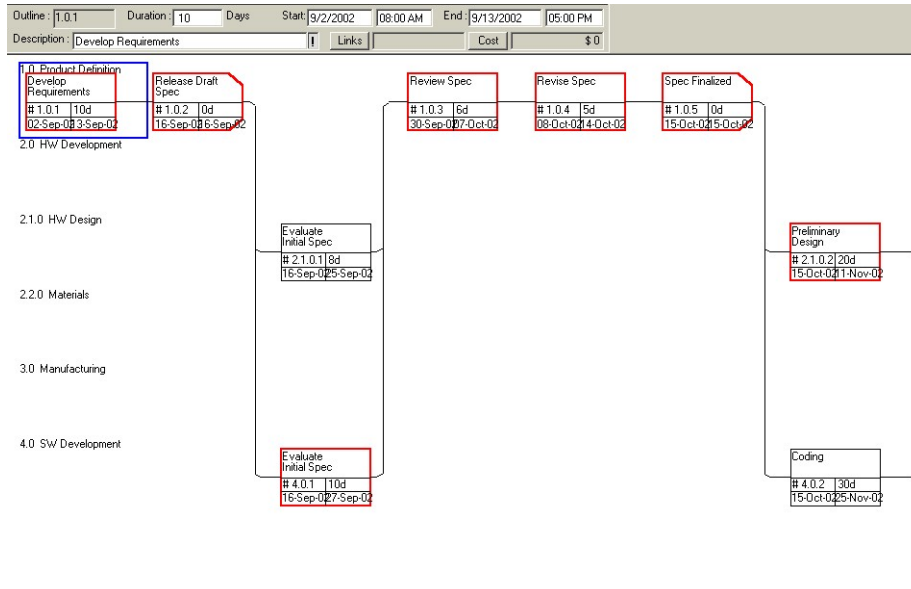 Outline : 1.0.1 Duration : 10 Days Start: 9/2/2002 08:00 AM End : 9/13/2002 05:00 PM
Description : Develop Requirements ! Links Cost $ 0
1.0 Product Definition
Develop Requirements
# 1.0.1 10d
02-Sep-02 13-Sep-02
Release Draft
Spec
# 1.0.2 0d
16-Sep-02 16-Sep-02
Review Spec
# 1.0.3 6d
30-Sep-02 07-Oct-02
Revise Spec
# 1.0.4 5d
08-Oct-02 14-Oct-02
Spec Finalized
# 1.0.5 0d
15-Oct-02 15-Oct-02
2.0 HW Development
2.1.0 HW Design
Evaluate
Initial Spec
# 2.1.0.1 8d
16-Sep-02 25-Sep-02
Preliminary
Design
# 2.1.0.2 20d
15-Oct-02 11-Nov-02
2.2.0 Materials
3.0 Manufacturing
4.0 SW Development
Evaluate
Initial Spec
# 4.0.1 10d
16-Sep-02 27-Sep-02
Coding
# 4.0.2 30d
15-Oct-02 25-Nov-02